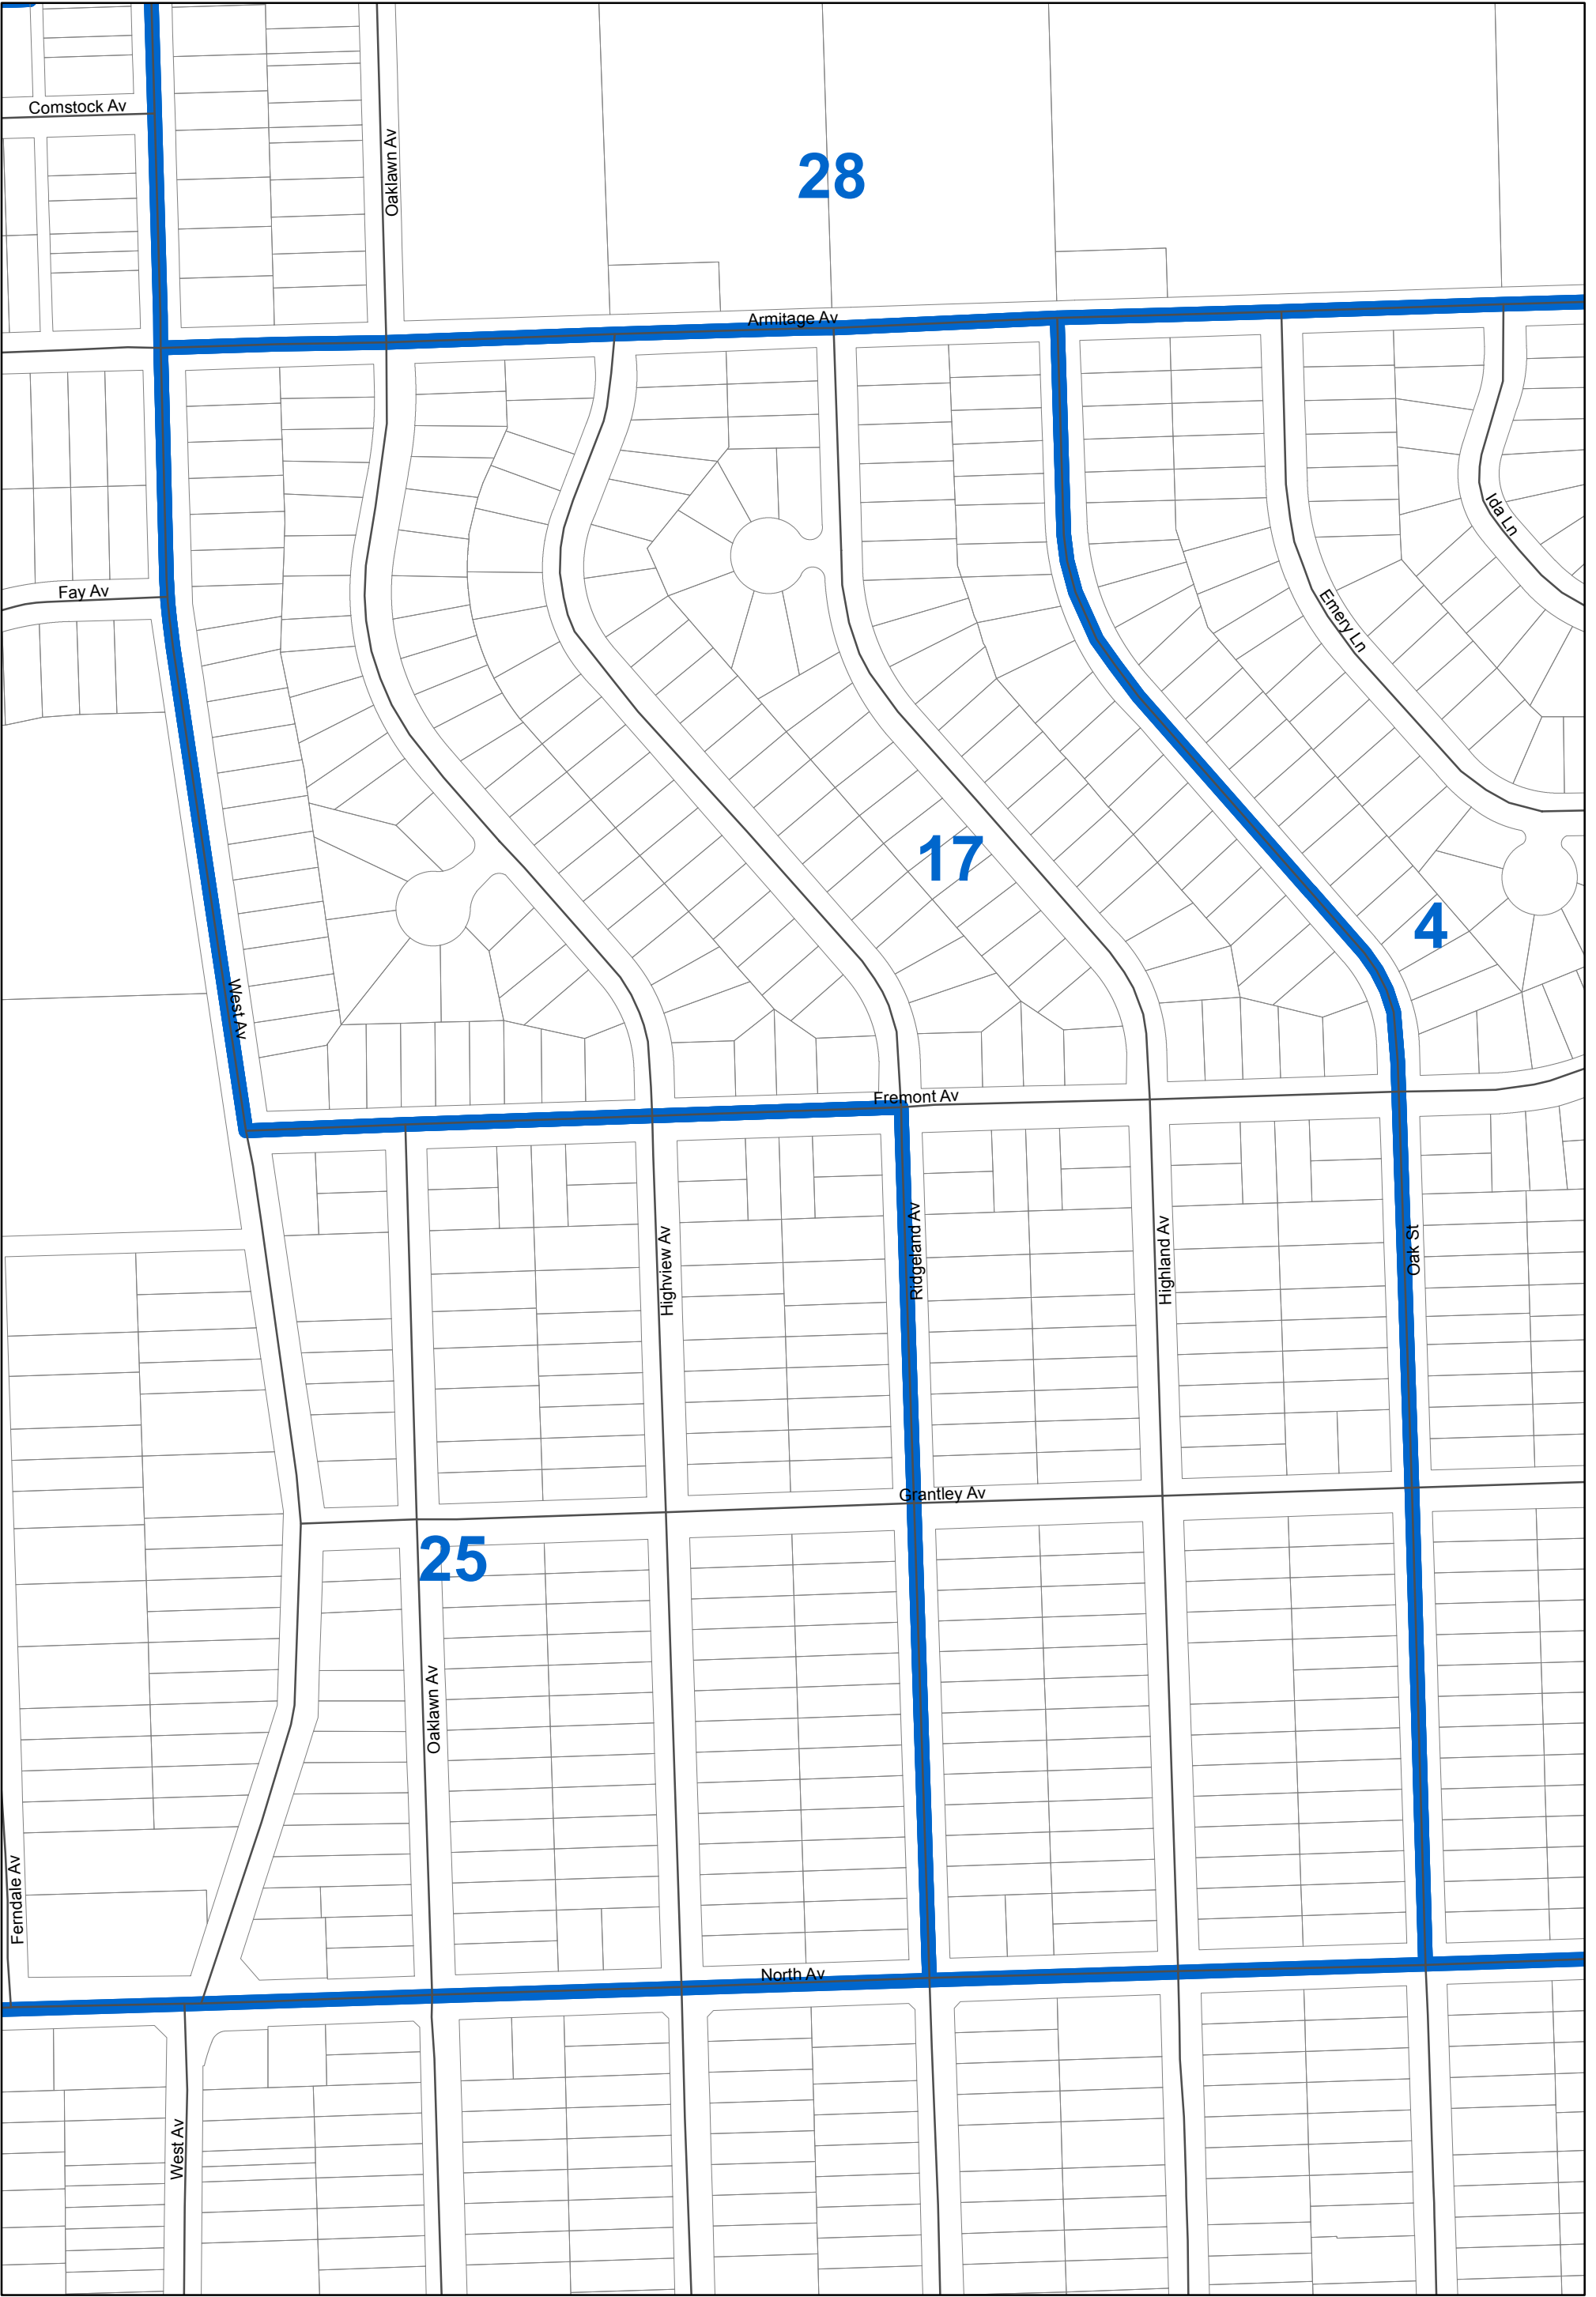 Comstock Av
Oaklawn Av
28
Armitage Av
Ida Ln
Fay Av
Emery Ln
17
4
West Av
Fremont Av
Highview Av
Ridgeland Av
Highland Av
Oak St
Grantley Av
25
Oaklawn Av
Ferndale Av
North Av
West Av